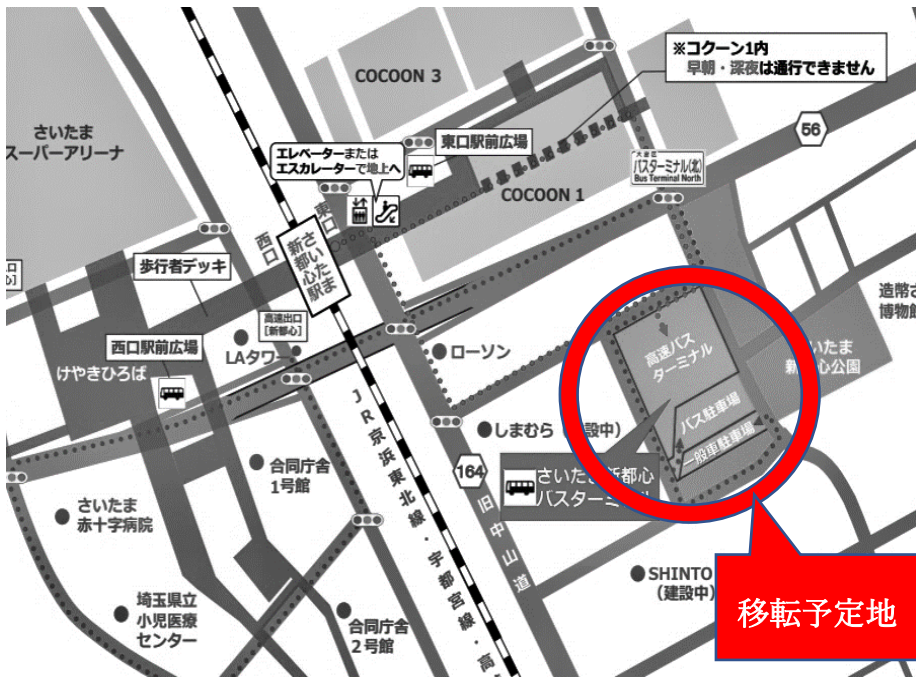 ※コクーン1内
早朝・深夜は通行できません
COCOON 3
56
さいたま
スーパーアリーナ
エレベーターまたは
エスカレーターで地上へ
東口駅前広場
バスターミナル(北)
Bus Terminal North
COCOON 1
東口
西口
さいたま
新都心駅
歩行者デッキ
高速出口
[新都心]
西口駅前広場
けやきひろば
LAタワー
ローソン
高速バス
ターミナル
バス駐車場
一般車駐車場
造幣さ
博物館
いたま
新 心公園
しまむら( 設中)
164
さいたま新都心
バスターミナル
合同庁舎
1号館
さいたま
赤十字病院
JR京浜東北線・宇都宮線・高
旧中山道
SHINTO
(建設中)
埼玉県立
小児医療
センター
合同庁舎
2号館
移転予定地